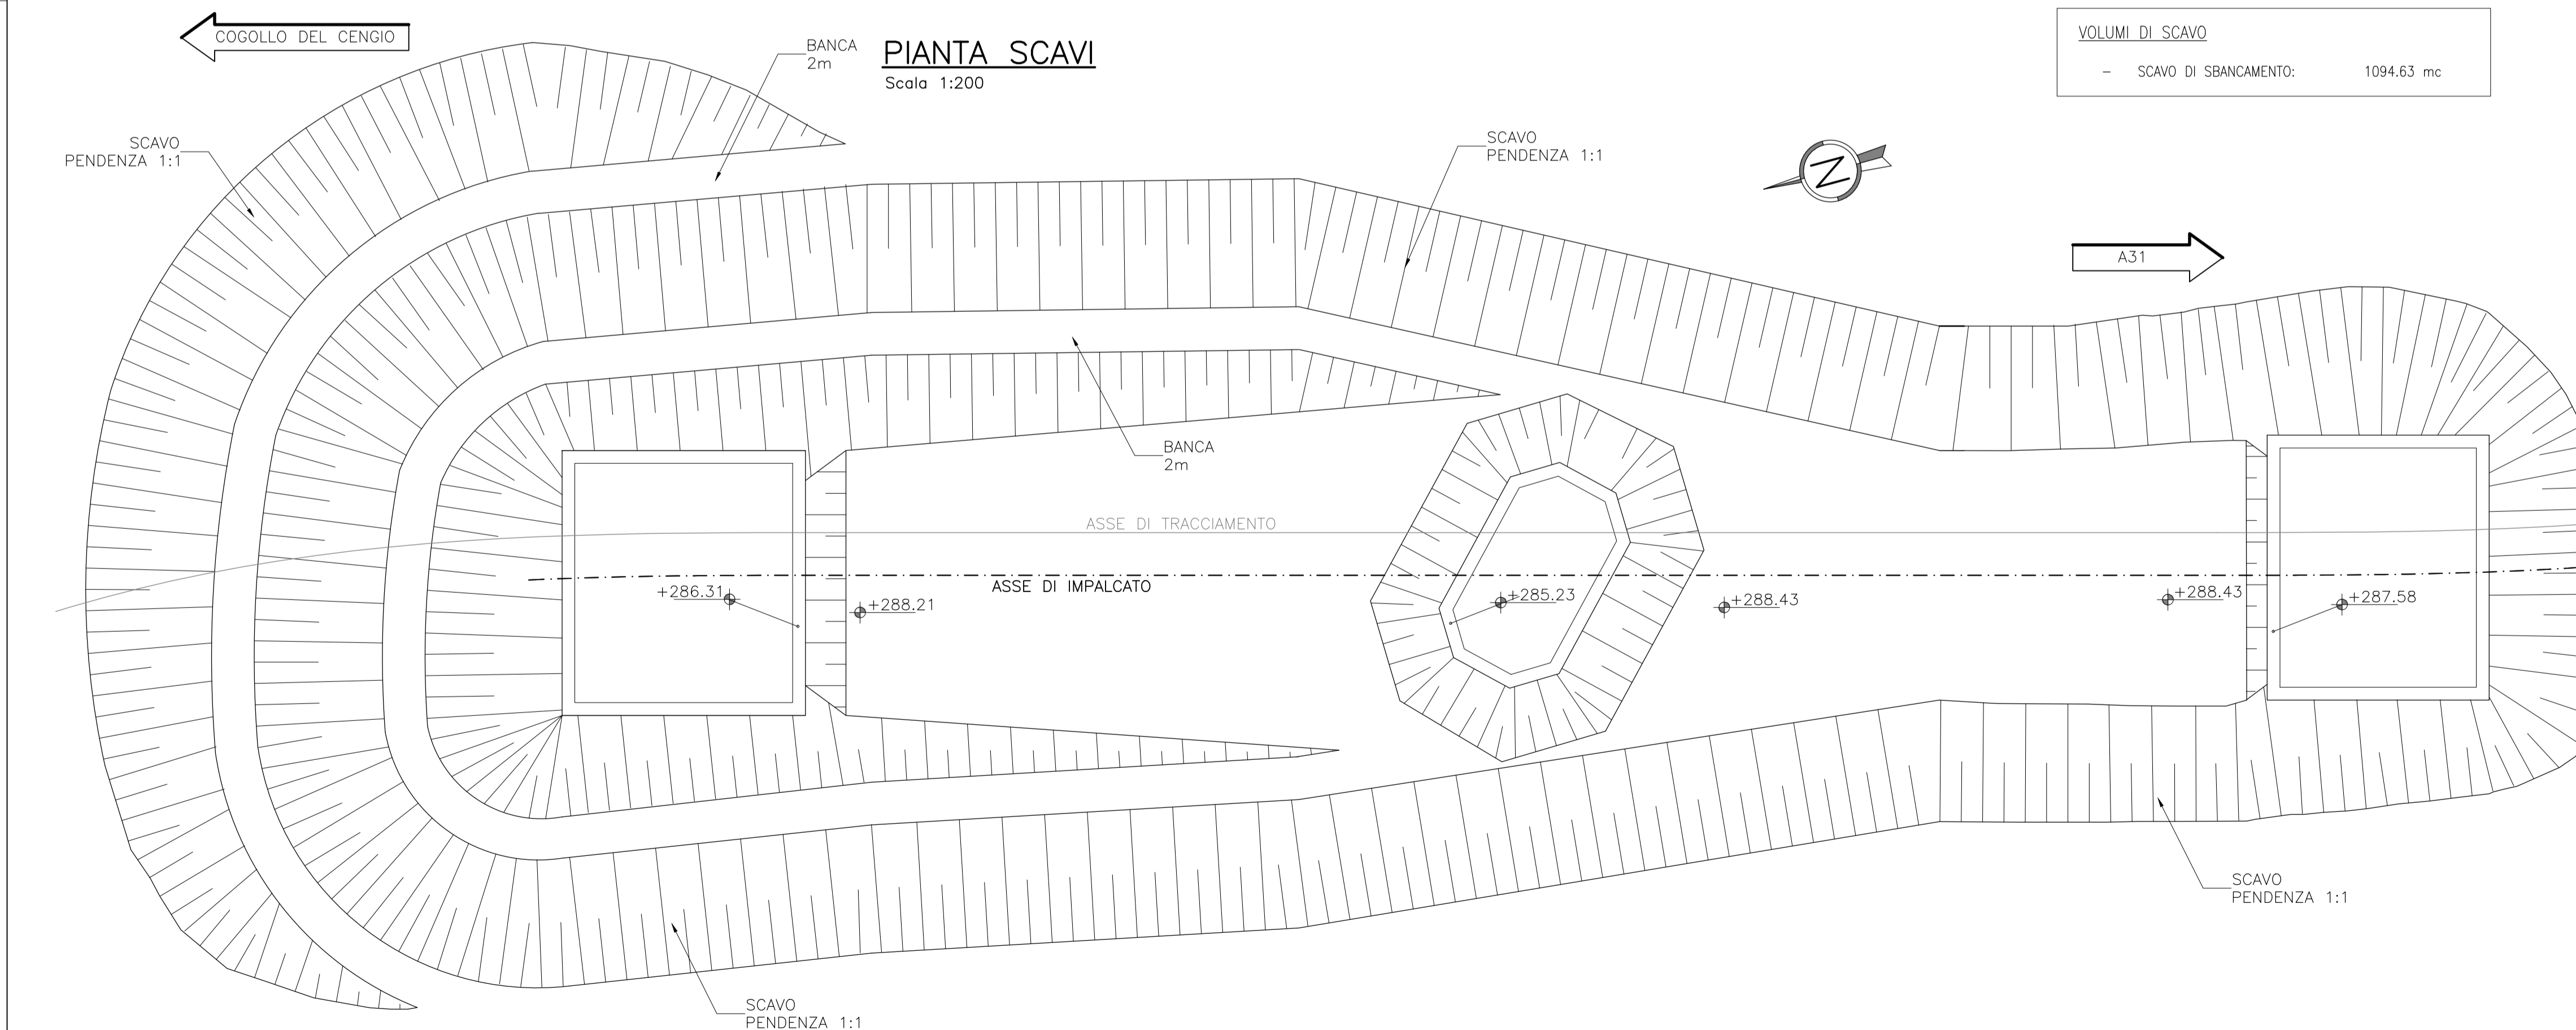 COGOLLO DEL CENGIO
BANCA
2m
PIANTA SCAVI
Scala 1:200
VOLUMI DI SCAVO
- SCAVO DI SBANCAMENTO: 1094.63 mc
SCAVO
PENDENZA 1:1
SCAVO
PENDENZA 1:1
N
A31
BANCA
2m
ASSE DI TRACCIAMENTO
ASSE DI IMPALCATO
+286.31
+288.21
+285.23
+288.43
+288.43
+287.58
SCAVO
PENDENZA 1:1
SCAVO
PENDENZA 1:1